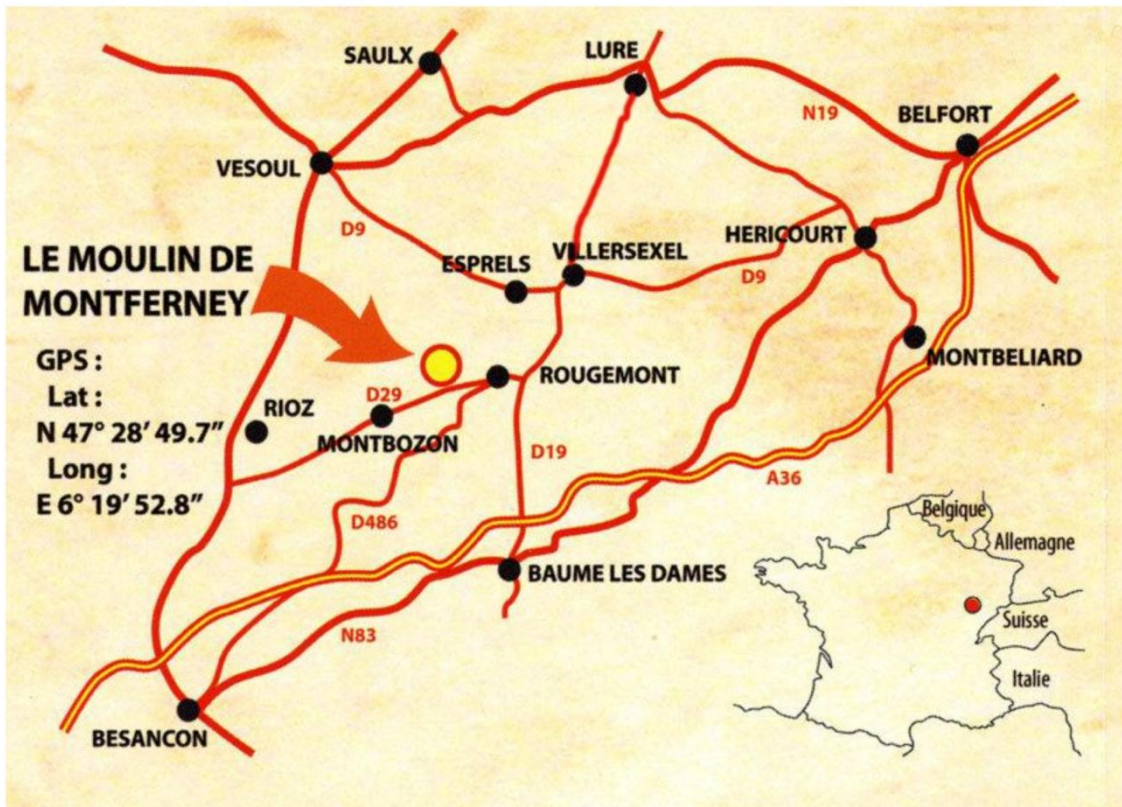 SAULX
LURE
N19
BELFORT
VESOUL
D9
HERICOURT
VILLERSEXEL
ESPRELS
D9
LE MOULIN DE
MONTFERNEY
GPS :
Lat :
N 47° 28’ 49.7”
Long :
E 6° 19’ 52.8”
MONTBELIARD
ROUGEMONT
D29
RIOZ
MONTBOZON
D19
A36
D486
BAUME LES DAMES
N83
BESANCON
Belgique
Allemagne
Suisse
Italie